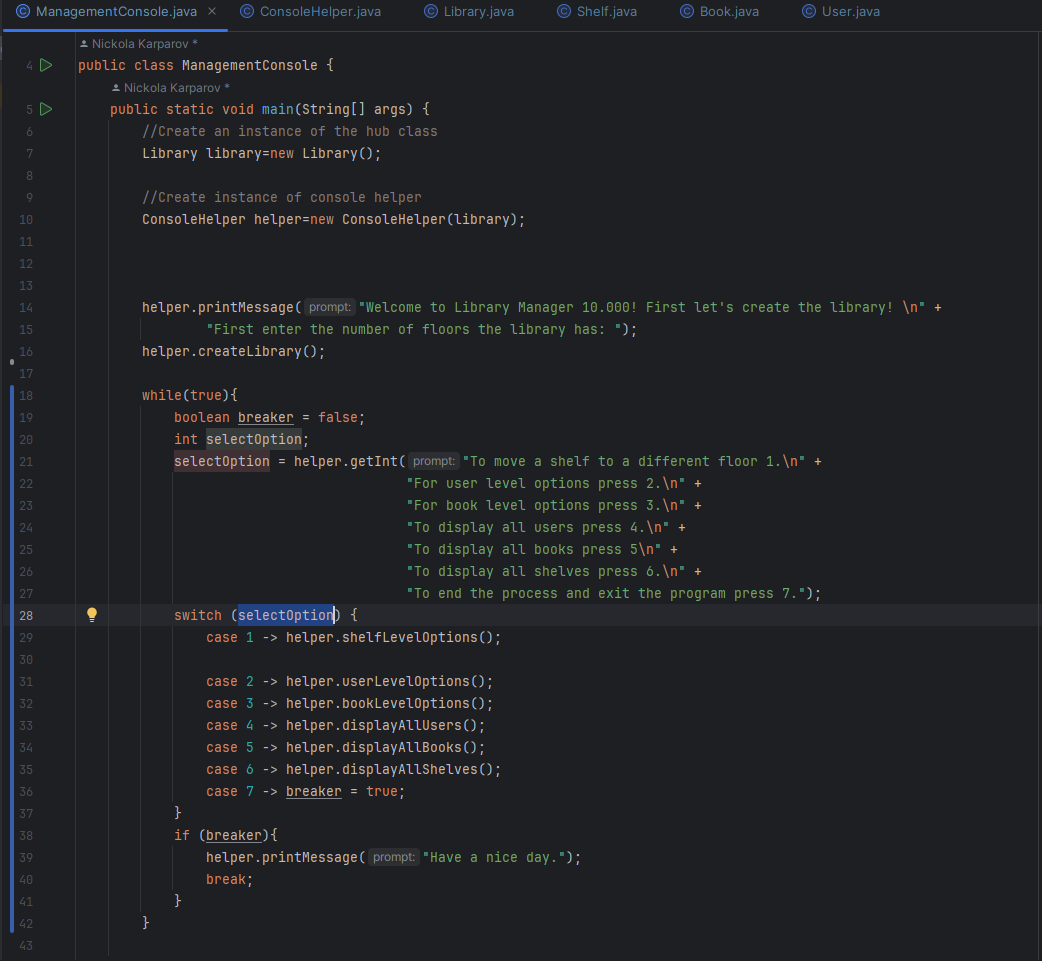 ManagementConsole.java × ConsoleHelper.java Library.java Shelf.java Book.java User.java
Nickola Karparov *
4 public class ManagementConsole {
Nickola Karparov *
5 public static void main(String[] args) {
6 //Create an instance of the hub class
7 Library library=new Library();
8
9 //Create instance of console helper
10 ConsoleHelper helper=new ConsoleHelper(library);
11
12
13
14 helper.printMessage( prompt: "Welcome to Library Manager 10.000! First let's create the library! \n" +
15 "First enter the number of floors the library has: ");
16 helper.createLibrary();
17
18 while(true){
19 boolean breaker = false;
20 int selectOption;
21 selectOption = helper.getInt( prompt: "To move a shelf to a different floor 1.\n" +
22 "For user level options press 2.\n" +
23 "For book level options press 3.\n" +
24 "To display all users press 4.\n" +
25 "To display all books press 5\n" +
26 "To display all shelves press 6.\n" +
27 "To end the process and exit the program press 7.");
28 switch (selectOption) {
29 case 1 -> helper.shelfLevelOptions();
30
31 case 2 -> helper.userLevelOptions();
32 case 3 -> helper.bookLevelOptions();
33 case 4 -> helper.displayAllUsers();
34 case 5 -> helper.displayAllBooks();
35 case 6 -> helper.displayAllShelves();
36 case 7 -> breaker = true;
37 }
38 if (breaker){
39 helper.printMessage( prompt: "Have a nice day.");
40 break;
41 }
42 }
43